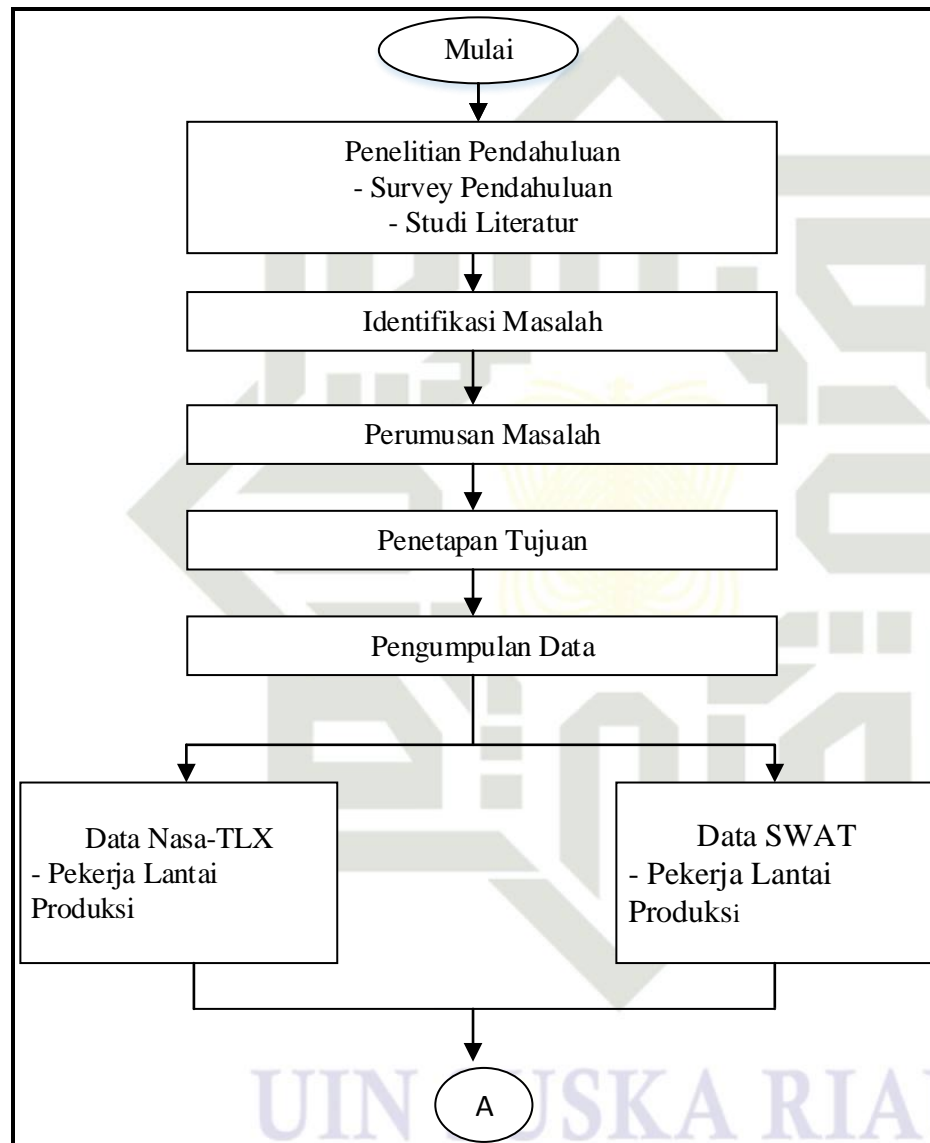 Mulai
Penelitian Pendahuluan
- Survey Pendahuluan
- Studi Literatur
Identifikasi Masalah
Perumusan Masalah
Penetapan Tujuan
Pengumpulan Data
Data Nasa-TLX
- Pekerja Lantai
Produksi
Data SWAT
- Pekerja Lantai
Produksi
A
UIN SUSKA RIA